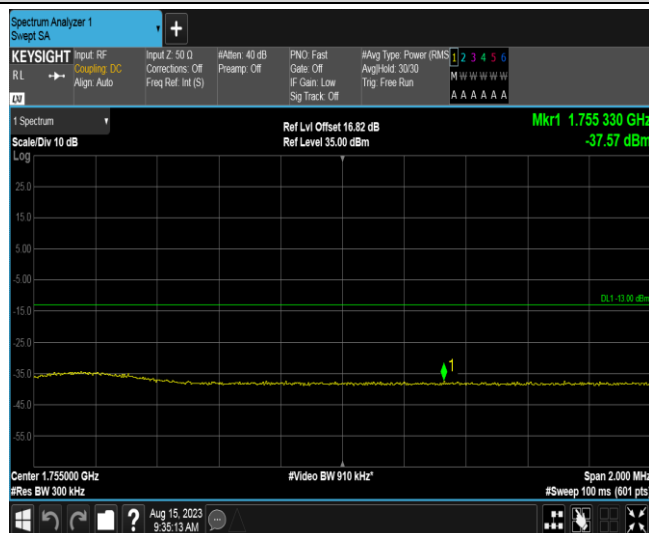 Spectrum Analyzer 1
Swept SA
KEYSIGHT
RL
LXI
Input: RF
Coupling: DC
Align: Auto
Input Z: 50 Ω
Corrections: Off
Freq Ref: Int (S)
#Atten: 40 dB
Preamp: Off
PNO: Fast
Gate: Off
IF Gain: Low
Sig Track: Off
#Avg Type: Power (RMS
Avg|Hold: 30/30
Trig: Free Run
1 2 3 4 5 6
M W W W W W
A A A A A A
1 Spectrum
Scale/Div 10 dB
Log
Ref Lvl Offset 16.82 dB
Ref Level 35.00 dBm
Mkr1 1.755 330 GHz
-37.57 dBm
25.0
15.0
5.00
-5.00
-15.0
-25.0
-35.0
-45.0
-55.0
DL1 -13.00 dBm
1
Center 1.755000 GHz
#Res BW 300 kHz
#Video BW 910 kHz*
Span 2.000 MHz
#Sweep 100 ms (601 pts)
?
Aug 15, 2023
9:35:13 AM